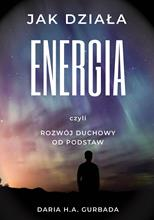 JAK DZIAŁA
ENERGIA
czyli
ROZWÓJ DUCHOWY
OD PODSTAW
DARIA H.A. GURBADA